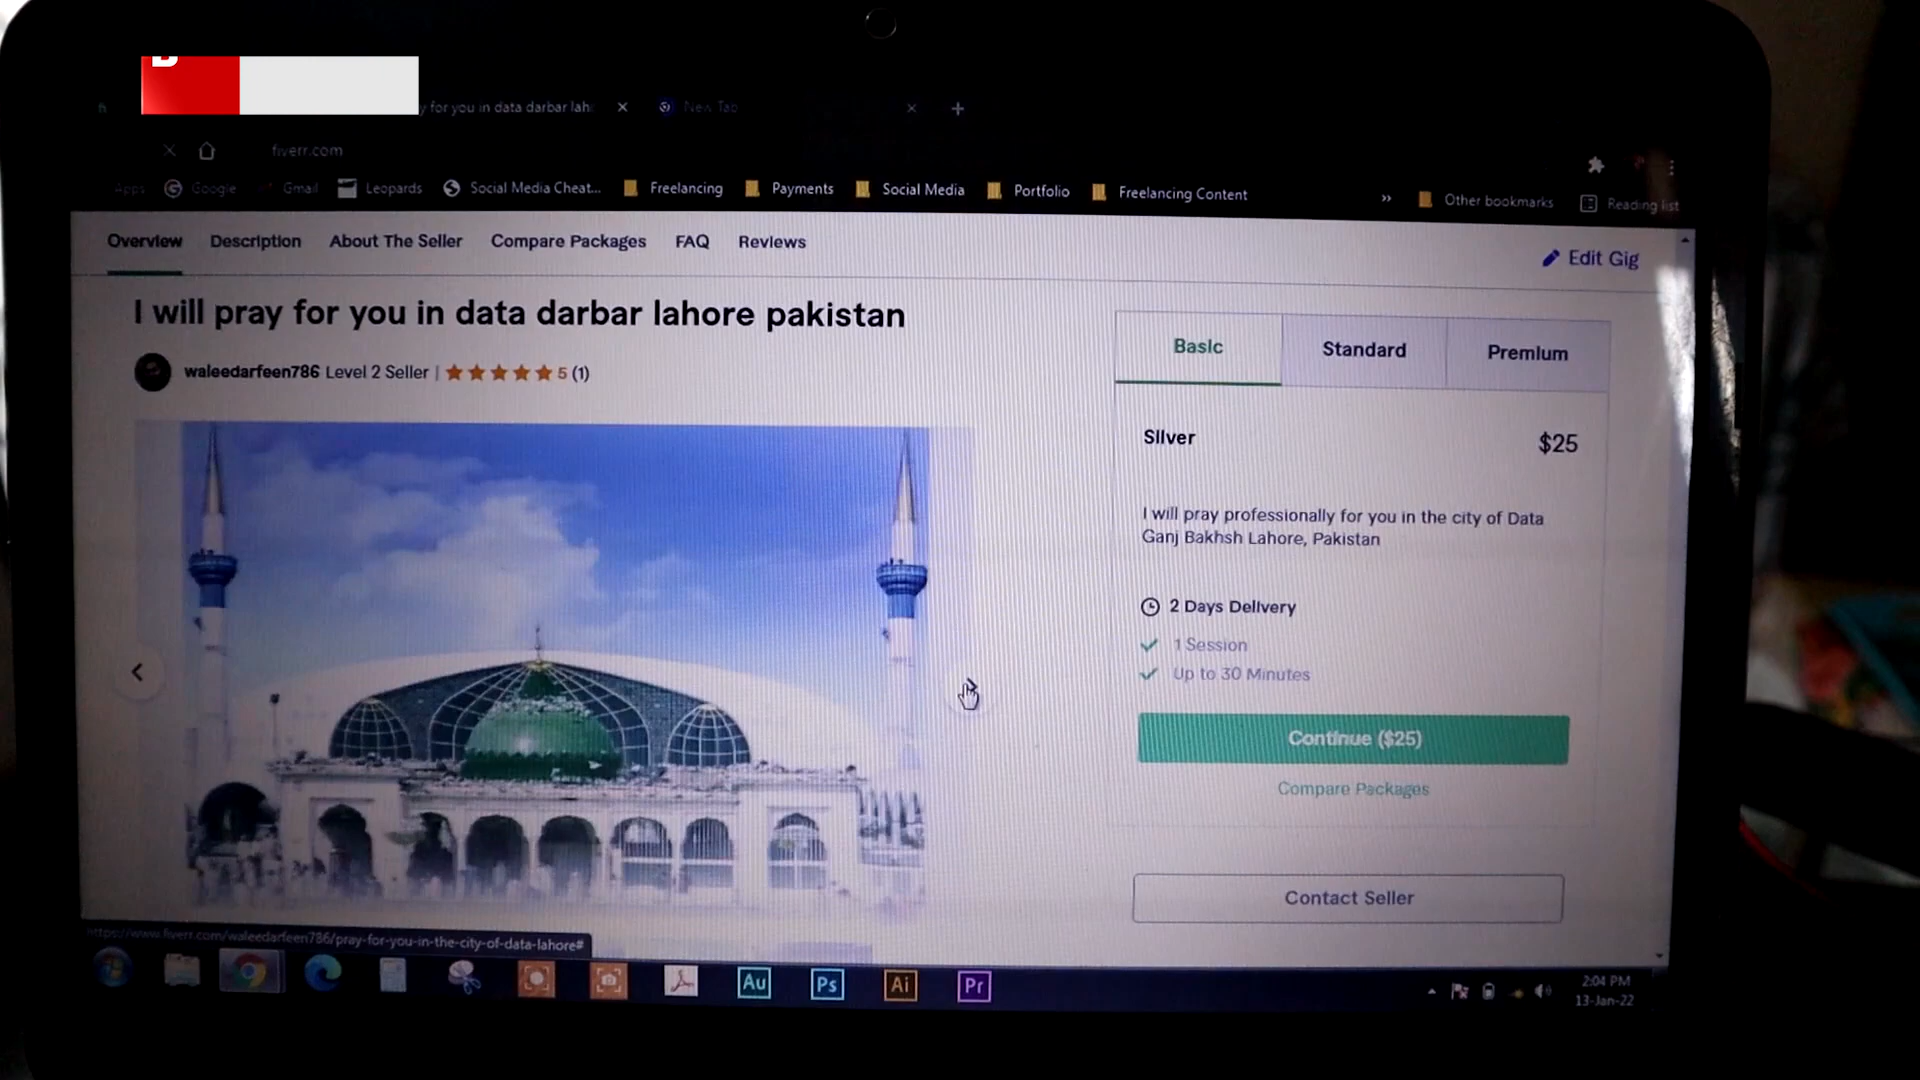 y for you in data darbar lah
New Tab
fiverr.com
Apps
Google
Gmail
Leopards
Social Media Cheat...
Freelancing
Payments
Social Media
Portfolio
Freelancing Content
»
Other bookmarks
Reading list
Overview
Description
About The Seller
Compare Packages
FAQ
Reviews
Edit Gig
I will pray for you in data darbar lahore pakistan
waleedarfeen786 Level 2 Seller | 5 (1)
Basic
Standard
Premium
Silver
$25
I will pray professionally for you in the city of Data
Ganj Bakhsh Lahore, Pakistan
2 Days Delivery
1 Session
Up to 30 Minutes
Continue ($25)
Compare Packages
Contact Seller
https://www.fiverr.com/waleedarfeen786/pray-for-you-in-the-city-of-data-lahore#
Au
Ps
Ai
Pr
2:04 PM
13-Jan-22